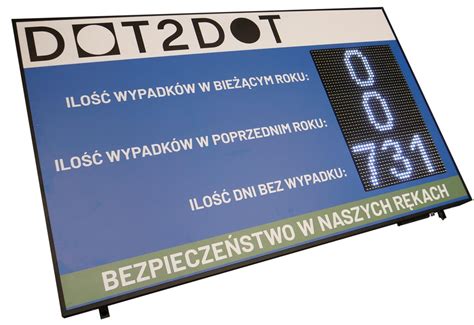 DOT2DOT
ILOŚĆ WYPADKÓW W BIEŻĄCYM ROKU: 0
ILOŚĆ WYPADKÓW W POPRZEDNIM ROKU: 0
ILOŚĆ DNI BEZ WYPADKU: 731
BEZPIECZEŃSTWO W NASZYCH RĘKACH